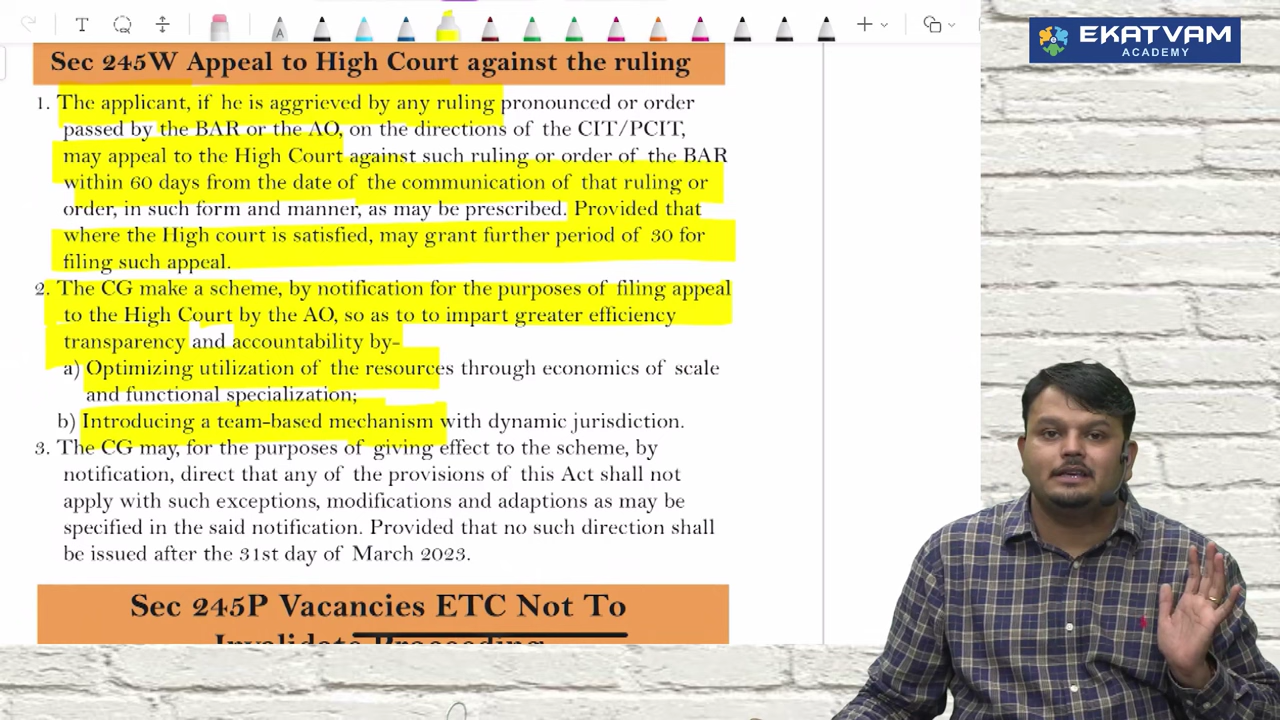 EKATVAM
ACADEMY
Sec 245W Appeal to High Court against the ruling
1. The applicant, if he is aggrieved by any ruling pronounced or order
passed by the BAR or the AO, on the directions of the CIT/PCIT,
may appeal to the High Court against such ruling or order of the BAR
within 60 days from the date of the communication of that ruling or
order, in such form and manner, as may be prescribed. Provided that
where the High court is satisfied, may grant further period of 30 for
filing such appeal.
2. The CG make a scheme, by notification for the purposes of filing appeal
to the High Court by the AO, so as to to impart greater efficiency
transparency and accountability by-
a) Optimizing utilization of the resources through economics of scale
and functional specialization;
b) Introducing a team-based mechanism with dynamic jurisdiction.
3. The CG may, for the purposes of giving effect to the scheme, by
notification, direct that any of the provisions of this Act shall not
apply with such exceptions, modifications and adaptions as may be
specified in the said notification. Provided that no such direction shall
be issued after the 31st day of March 2023.
Sec 245P Vacancies ETC Not To
Invalidate Proceeding